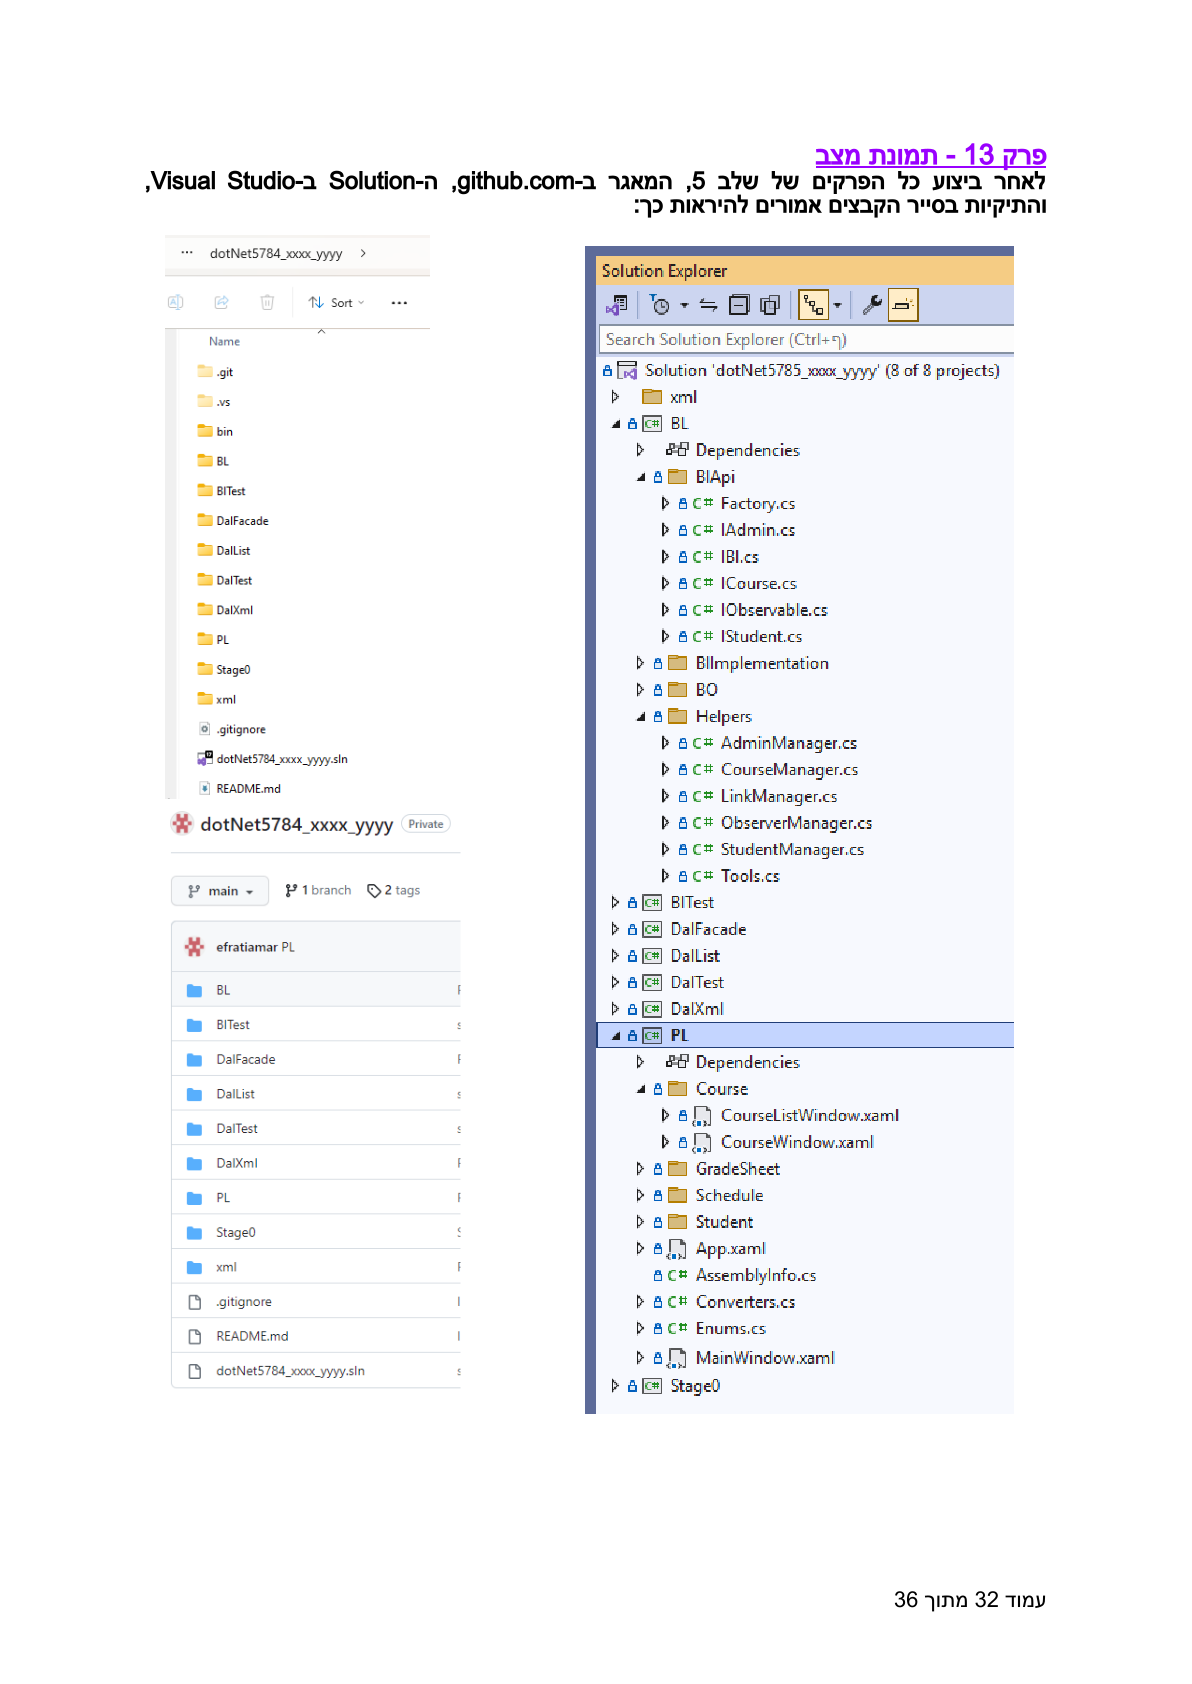 פרק 13 - תמונת מצב
לאחר ביצוע כל הפרקים של שלב 5, המאגר ב-github.com, ה-Solution ב-Visual Studio,
והתיקיות בסייר הקבצים אמורים להיראות כך:
··· dotNet5784_xxxx_yyyy >
Sort ···
Name
.git
.vs
bin
BL
BlTest
DalFacade
DalList
DalTest
DalXml
PL
Stage0
xml
.gitignore
dotNet5784_xxxx_yyyy.sln
README.md
dotNet5784_xxxx_yyyy Private
main 1 branch 2 tags
efratiamar PL
BL
BlTest
DalFacade
DalList
DalTest
DalXml
PL
Stage0
xml
.gitignore
README.md
dotNet5784_xxxx_yyyy.sln
Solution Explorer
Search Solution Explorer (Ctrl+ף)
Solution 'dotNet5785_xxxx_yyyy' (8 of 8 projects)
xml
C# BL
Dependencies
BlApi
C# Factory.cs
C# IAdmin.cs
C# IBl.cs
C# ICourse.cs
C# IObservable.cs
C# IStudent.cs
BlImplementation
BO
Helpers
C# AdminManager.cs
C# CourseManager.cs
C# LinkManager.cs
C# ObserverManager.cs
C# StudentManager.cs
C# Tools.cs
C# BlTest
C# DalFacade
C# DalList
C# DalTest
C# DalXml
C# PL
Dependencies
Course
CourseListWindow.xaml
CourseWindow.xaml
GradeSheet
Schedule
Student
App.xaml
C# AssemblyInfo.cs
C# Converters.cs
C# Enums.cs
MainWindow.xaml
C# Stage0
עמוד 32 מתוך 36